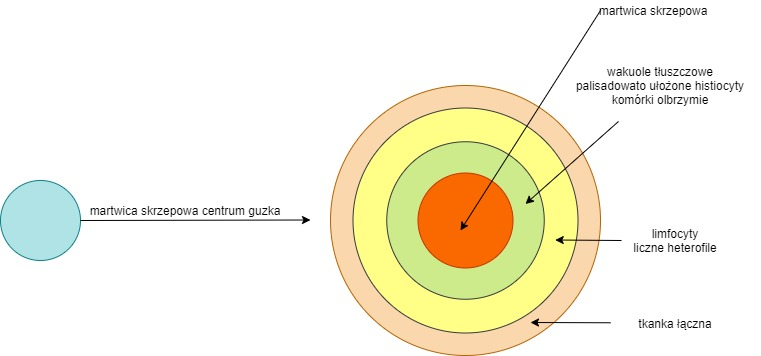 martwica skrzepowa
wakuole tłuszczowe
palisadowato ułożone histiocyty
komórki olbrzymie
martwica skrzepowa centrum guzka
limfocyty
liczne heterofile
tkanka łączna